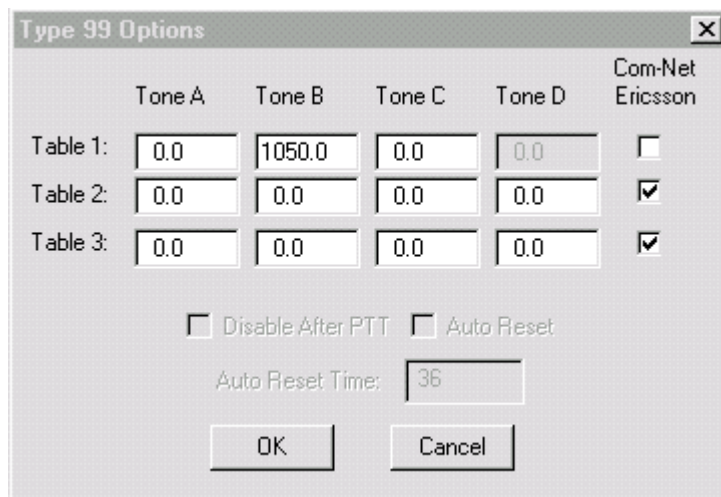 Type 99 Options
Com-Net
Tone A Tone B Tone C Tone D Ericsson
Table 1: 0.0 1050.0 0.0 0.0
Table 2: 0.0 0.0 0.0 0.0
Table 3: 0.0 0.0 0.0 0.0
Disable After PTT Auto Reset
Auto Reset Time: 36
OK Cancel